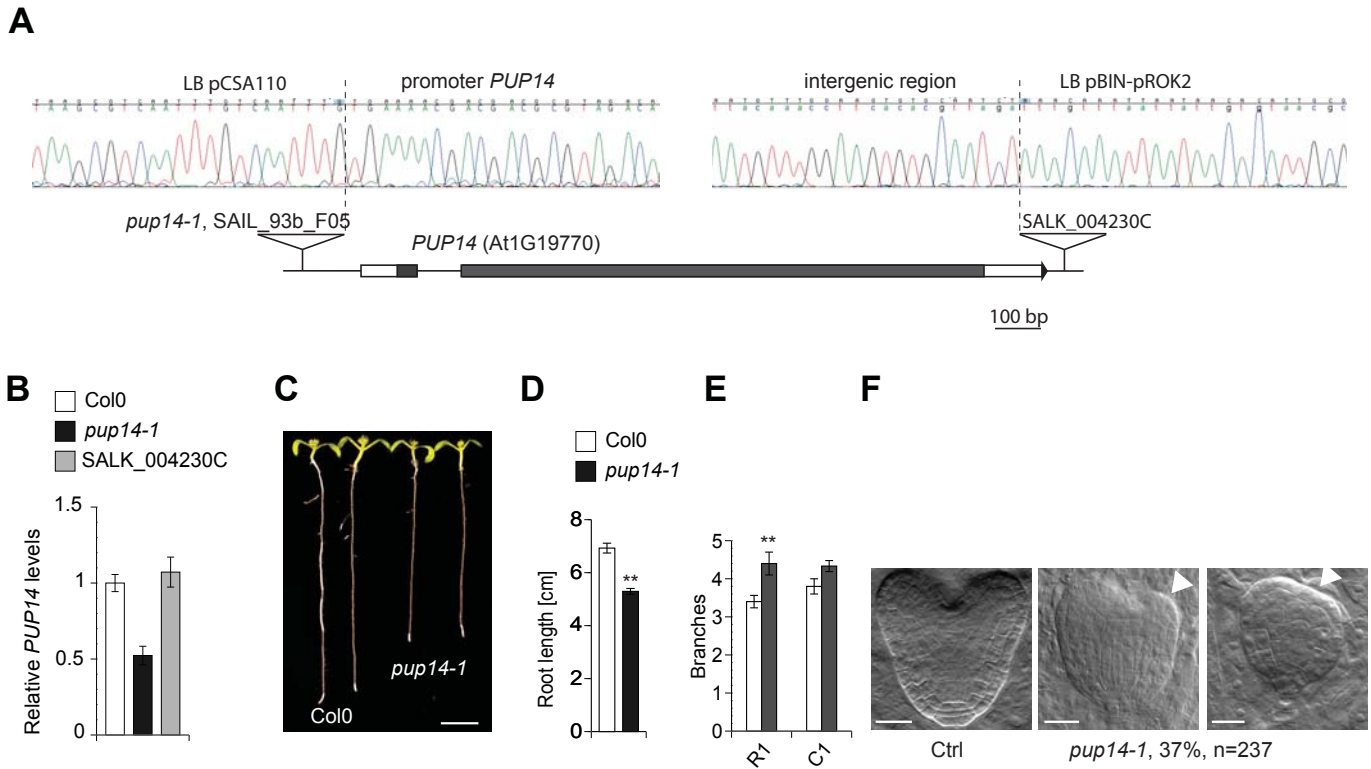 A
LB pCSA110
promoter PUP14
intergenic region
LB pBIN-pROK2
pup14-1, SAIL_93b_F05
SALK_004230C
PUP14 (At1G19770)
100 bp
B
Col0
pup14-1
SALK_004230C
Relative PUP14 levels
1.5
1
0.5
0
C
pup14-1
Col0
D
Col0
pup14-1
Root length [cm]
8
6
4
2
0
**
E
Branches
5
4
3
2
1
0
**
R1
C1
F
Ctrl
pup14-1, 37%, n=237